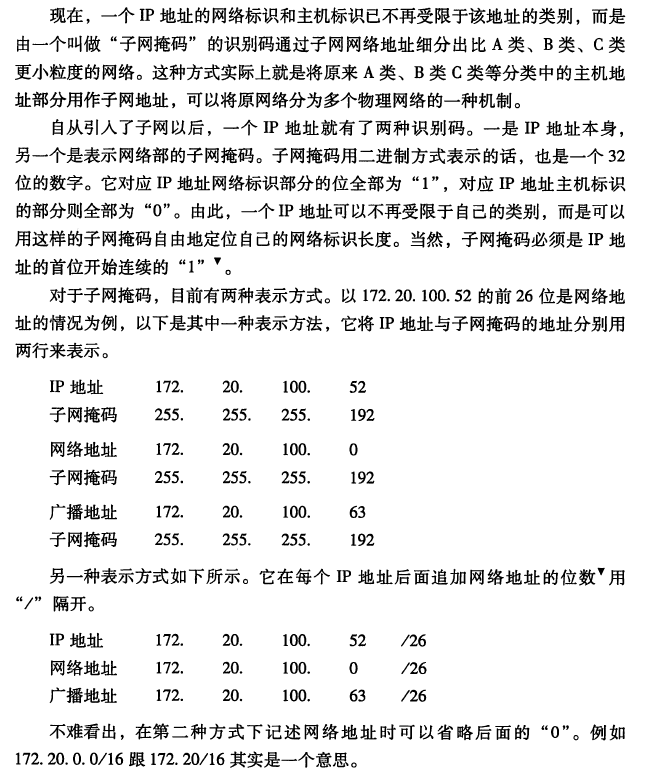 现在，一个 IP 地址的网络标识和主机标识已不再受限于该地址的类别，而是
由一个叫做“子网掩码”的识别码通过子网网络地址细分出比 A 类、B 类、C 类
更小粒度的网络。这种方式实际上就是将原来 A 类、B 类 C 类等分类中的主机地
址部分用作子网地址，可以将原网络分为多个物理网络的一种机制。
自从引入了子网以后，一个 IP 地址就有了两种识别码。一是 IP 地址本身，
另一个是表示网络部的子网掩码。子网掩码用二进制方式表示的话，也是一个 32
位的数字。它对应 IP 地址网络标识部分的位全部为“1”，对应 IP 地址主机标识
的部分则全部为“0”。由此，一个 IP 地址可以不再受限于自己的类别，而是可以
用这样的子网掩码自由地定位自己的网络标识长度。当然，子网掩码必须是 IP 地
址的首位开始连续的“1”▼。
对于子网掩码，目前有两种表示方式。以 172. 20. 100. 52 的前 26 位是网络地
址的情况为例，以下是其中一种表示方法，它将 IP 地址与子网掩码的地址分别用
两行来表示。
IP 地址 172. 20. 100. 52
子网掩码 255. 255. 255. 192
网络地址 172. 20. 100. 0
子网掩码 255. 255. 255. 192
广播地址 172. 20. 100. 63
子网掩码 255. 255. 255. 192
另一种表示方式如下所示。它在每个 IP 地址后面追加网络地址的位数▼用
“/”隔开。
IP 地址 172. 20. 100. 52 /26
网络地址 172. 20. 100. 0 /26
广播地址 172. 20. 100. 63 /26
不难看出，在第二种方式下记述网络地址时可以省略后面的“0”。例如
172. 20. 0. 0/16 跟 172. 20/16 其实是一个意思。